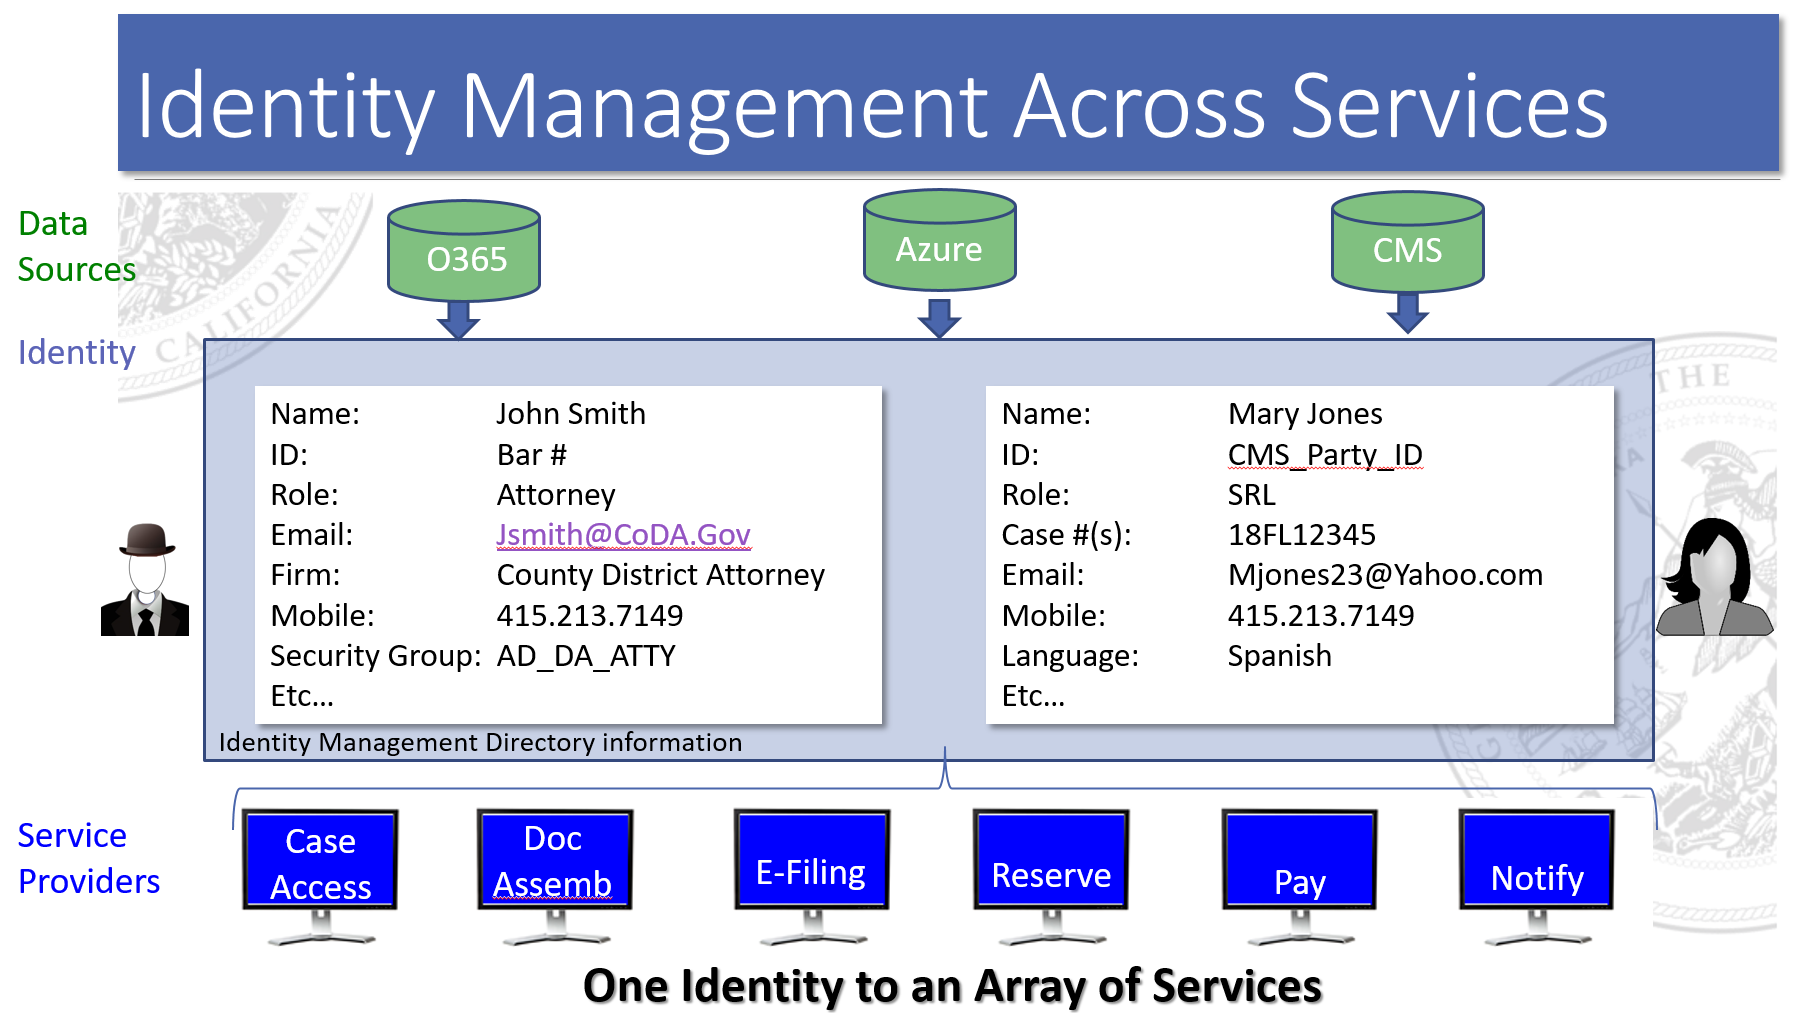 Identity Management Across Services
Data
Sources
O365
Azure
CMS
CALIFORNIA
Identity
THE
Name: John Smith
ID: Bar #
Role: Attorney
Email: Jsmith@CoDA.Gov
Firm: County District Attorney
Mobile: 415.213.7149
Security Group: AD_DA_ATTY
Etc...
Name: Mary Jones
ID: CMS_Party_ID
Role: SRL
Case #(s): 18FL12345
Email: Mjones23@Yahoo.com
Mobile: 415.213.7149
Language: Spanish
Etc...
Identity Management Directory information
Service
Providers
Case
Access
Doc
Assemb
E-Filing
Reserve
Pay
Notify
One Identity to an Array of Services